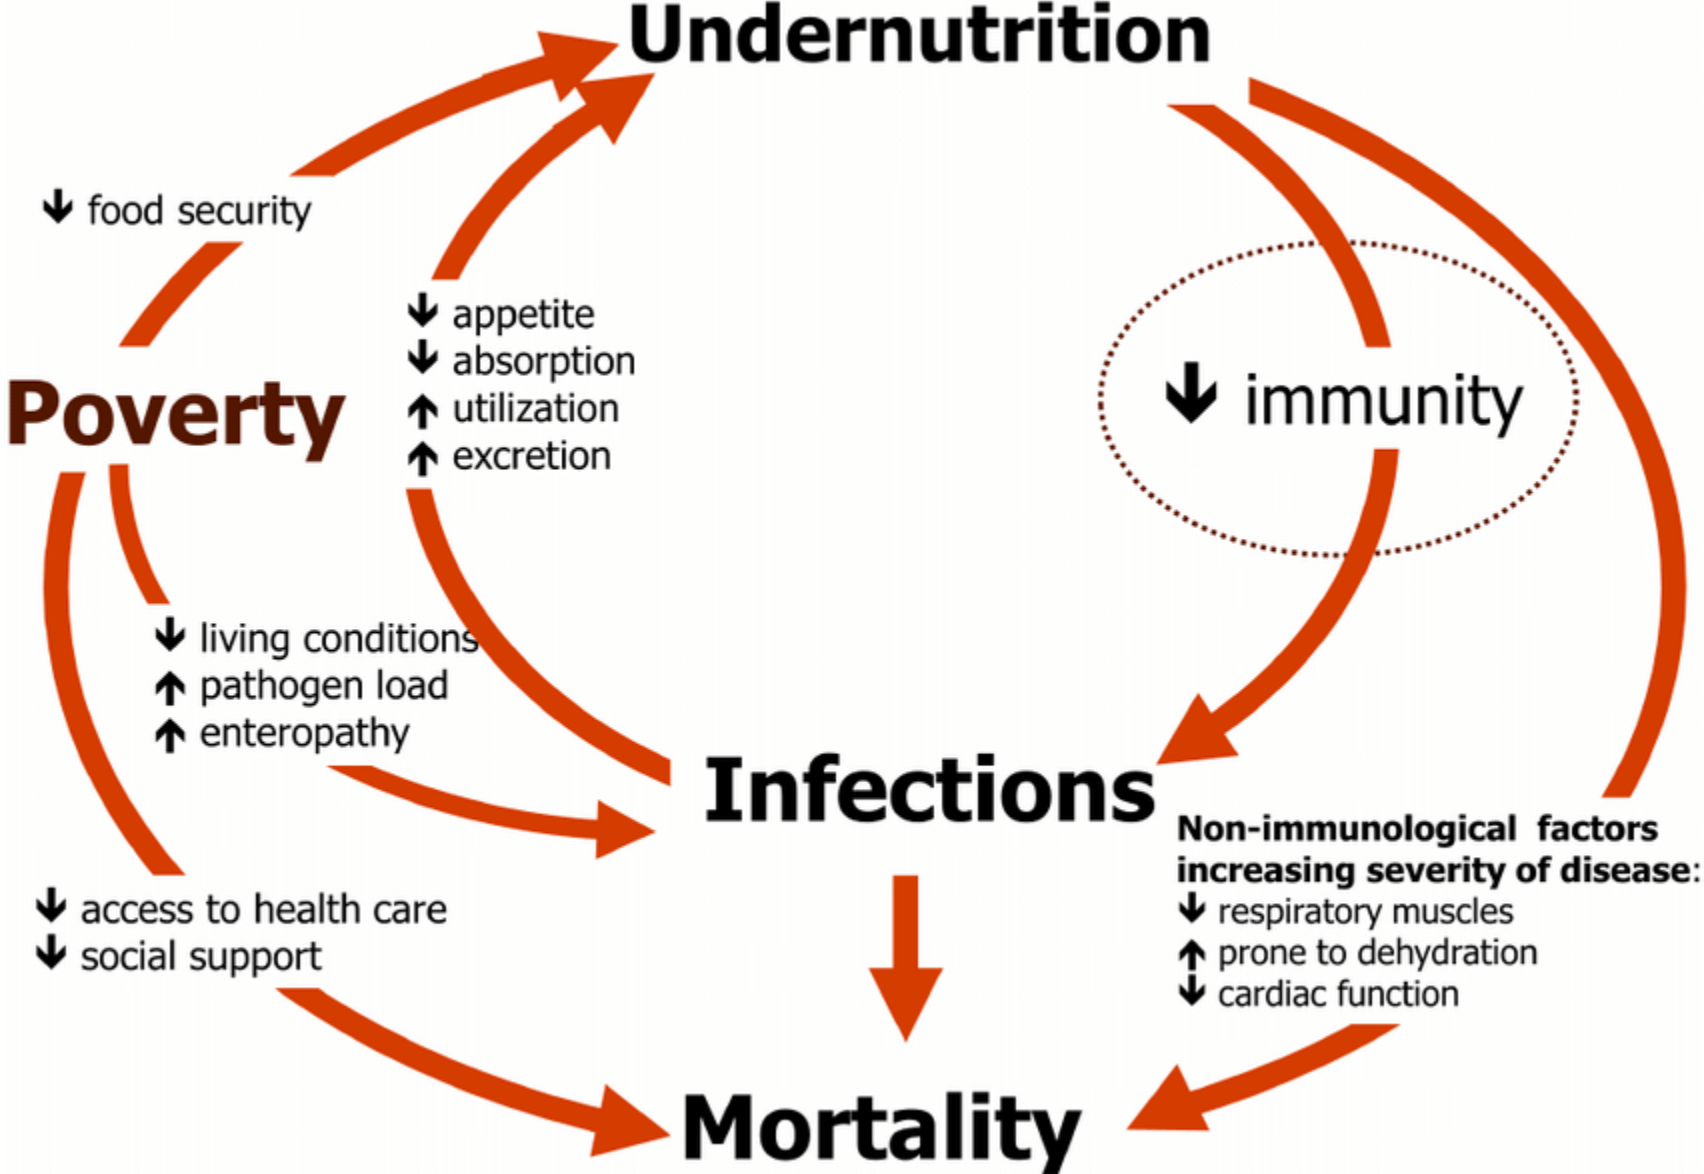 Undernutrition
↓ food security
↓ appetite
↓ absorption
↑ utilization
↑ excretion
Poverty
↓ immunity
↓ living conditions
↑ pathogen load
↑ enteropathy
Infections
Non-immunological factors
increasing severity of disease:
↓ respiratory muscles
↑ prone to dehydration
↓ cardiac function
↓ access to health care
↓ social support
Mortality